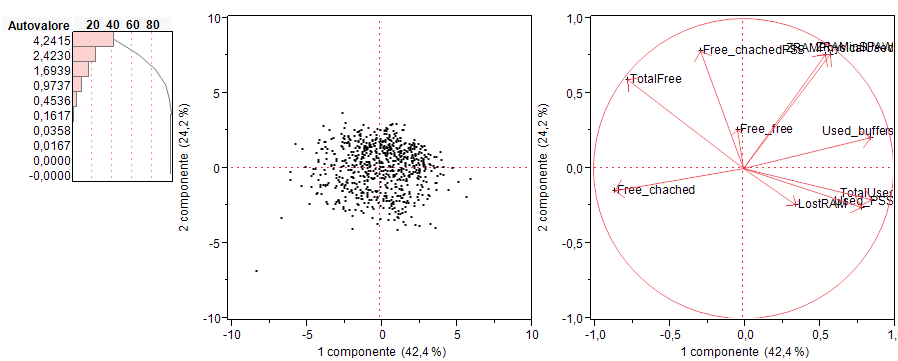 Autovalore 20 40 60 80
4,2415
2,4230
1,6939
0,9737
0,4536
0,1617
0,0358
0,0167
0,0000
-0,0000
10
5
0
-5
-10
2 componente (24,2 %)
-10 -5 0 5 10
1 componente (42,4 %)
1,0
0,5
0,0
-0,5
-1,0
2 componente (24,2 %)
Free_chachedPSS
TotalFree
Free_free
Used_buffers
Free_chached
TotalUsed
LostRAM
Used_PSS
-1,0 -0,5 0,0 0,5 1,0
1 componente (42,4 %)